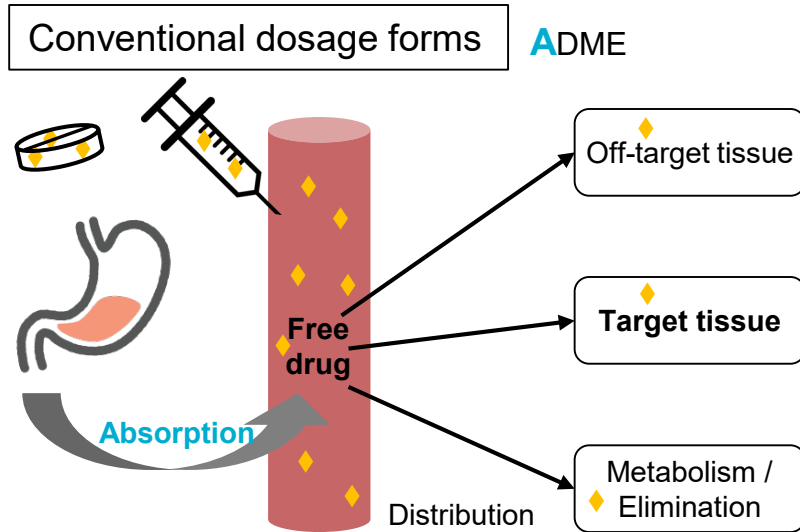 Conventional dosage forms
ADME
Off-target tissue
Free
drug
Target tissue
Absorption
Metabolism /
Elimination
Distribution